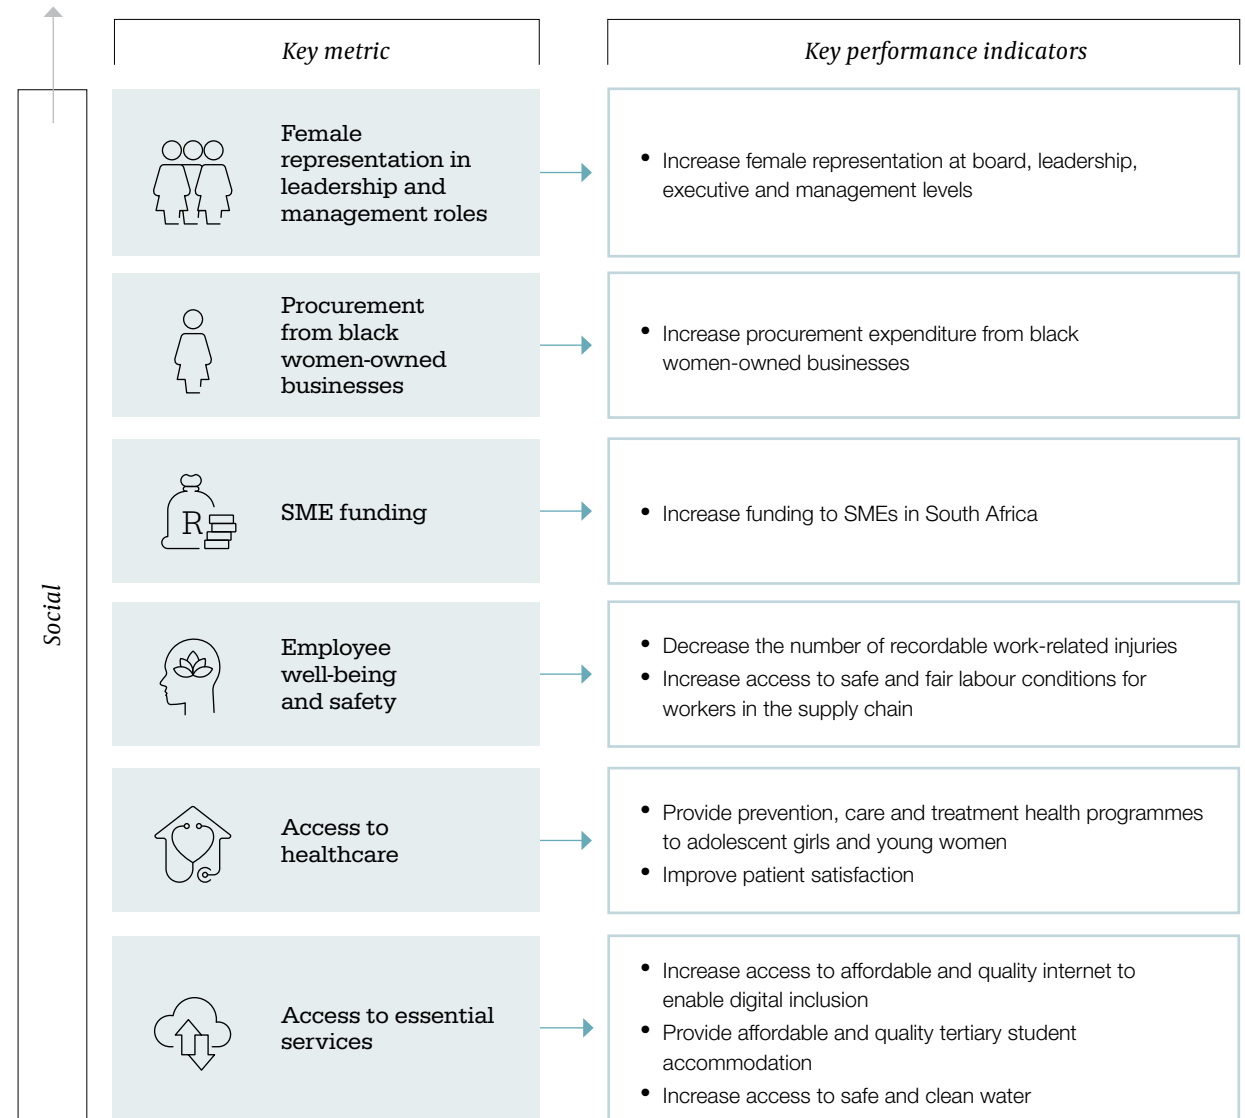 Key metric
Key performance indicators
Social
Female
representation in
leadership and
management roles
• Increase female representation at board, leadership,
executive and management levels
Procurement
from black
women-owned
businesses
• Increase procurement expenditure from black
women-owned businesses
R
SME funding
• Increase funding to SMEs in South Africa
Employee
well-being
and safety
• Decrease the number of recordable work-related injuries
• Increase access to safe and fair labour conditions for
workers in the supply chain
Access to
healthcare
• Provide prevention, care and treatment health programmes
to adolescent girls and young women
• Improve patient satisfaction
Access to essential
services
• Increase access to affordable and quality internet to
enable digital inclusion
• Provide affordable and quality tertiary student
accommodation
• Increase access to safe and clean water